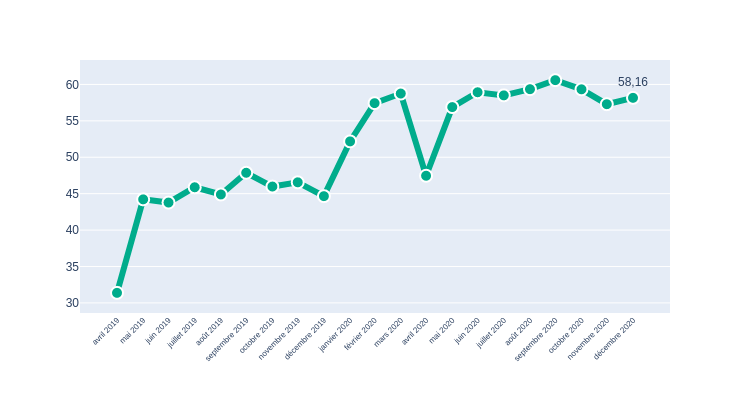 58,16
60
55
50
45
40
35
30
avril 2019
mai 2019
juin 2019
juillet 2019
août 2019
septembre 2019
octobre 2019
novembre 2019
décembre 2019
janvier 2020
février 2020
mars 2020
avril 2020
mai 2020
juin 2020
juillet 2020
août 2020
septembre 2020
octobre 2020
novembre 2020
décembre 2020